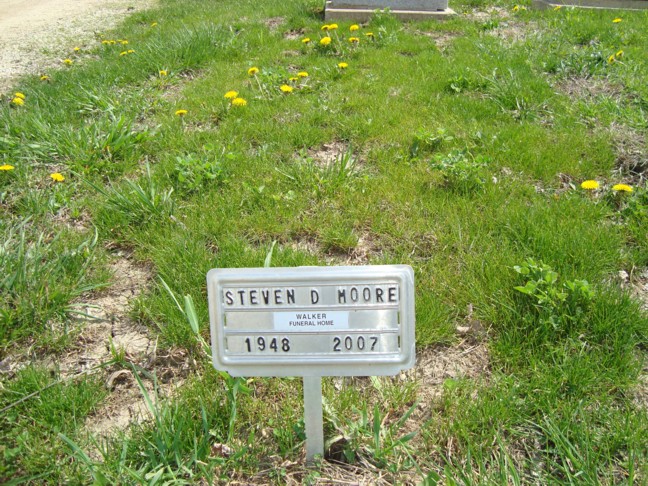 STEVEN D MOORE
WALKER
FUNERAL HOME
1948 2007